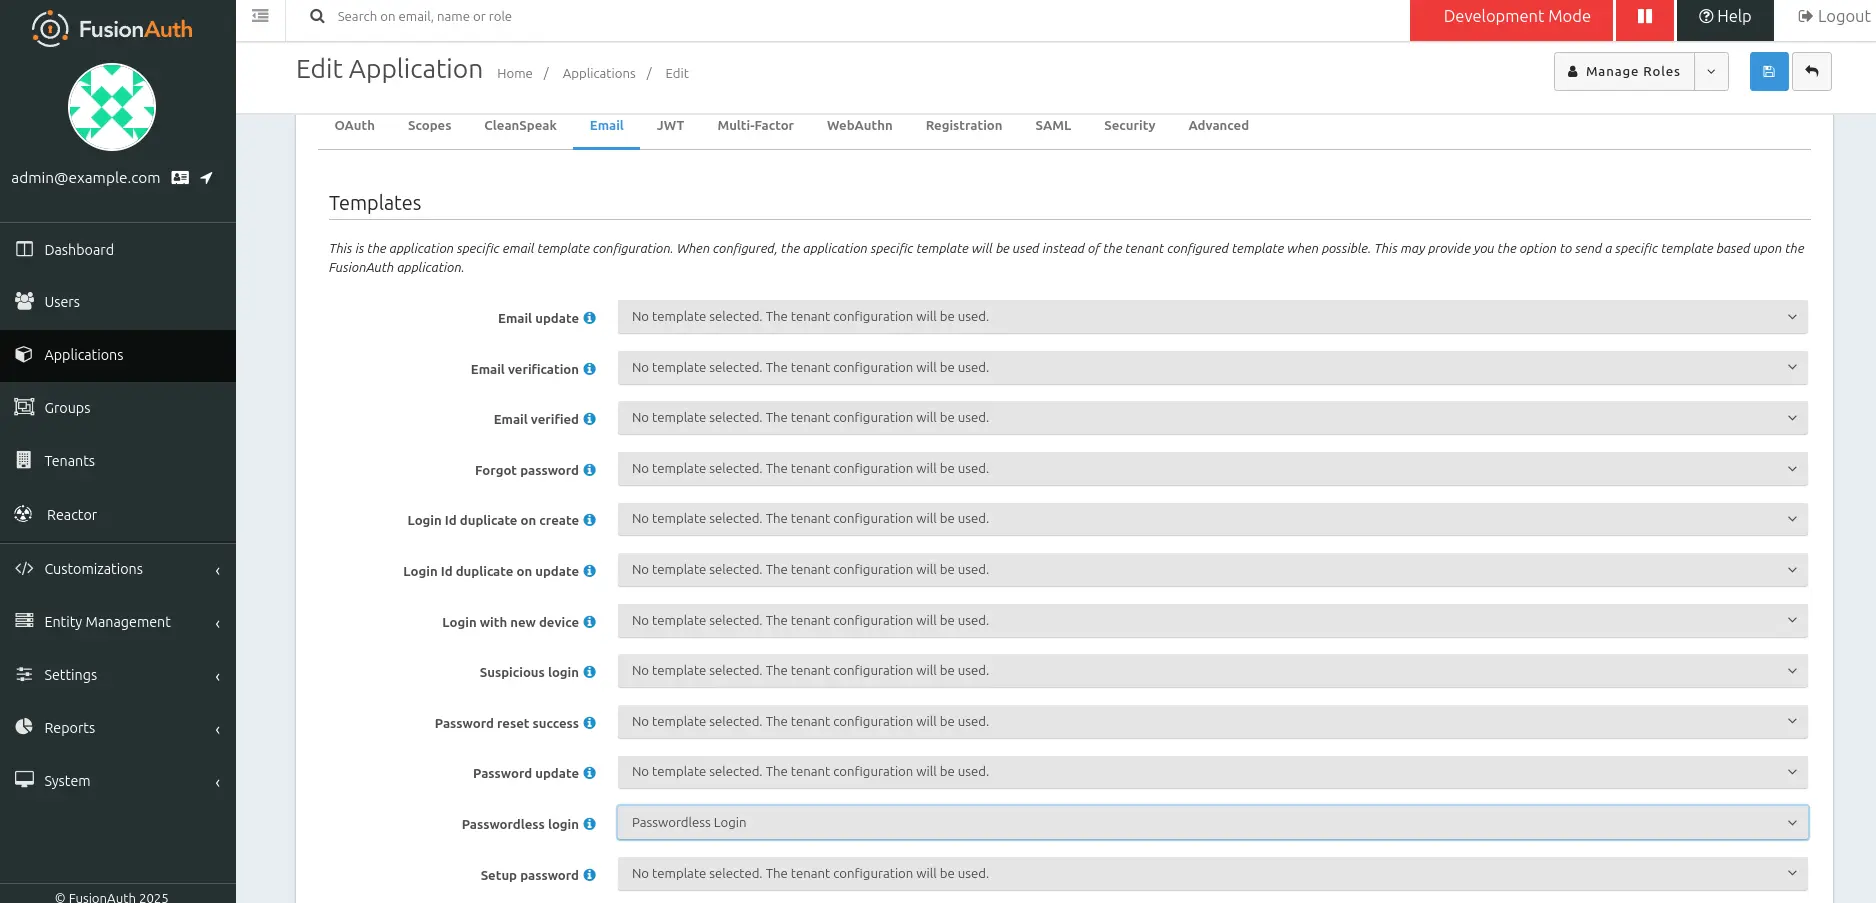 FusionAuth
Search on email, name or role
Development Mode
Help
Logout
Edit Application
Home / Applications / Edit
Manage Roles
admin@example.com
Dashboard
Users
Applications
Groups
Tenants
Reactor
Customizations
Entity Management
Settings
Reports
System
© FusionAuth 2025
OAuth Scopes CleanSpeak Email JWT Multi-Factor WebAuthn Registration SAML Security Advanced
Templates
This is the application specific email template configuration. When configured, the application specific template will be used instead of the tenant configured template when possible. This may provide you the option to send a specific template based upon the
FusionAuth application.
Email update No template selected. The tenant configuration will be used.
Email verification No template selected. The tenant configuration will be used.
Email verified No template selected. The tenant configuration will be used.
Forgot password No template selected. The tenant configuration will be used.
Login Id duplicate on create No template selected. The tenant configuration will be used.
Login Id duplicate on update No template selected. The tenant configuration will be used.
Login with new device No template selected. The tenant configuration will be used.
Suspicious login No template selected. The tenant configuration will be used.
Password reset success No template selected. The tenant configuration will be used.
Password update No template selected. The tenant configuration will be used.
Passwordless login Passwordless Login
Setup password No template selected. The tenant configuration will be used.